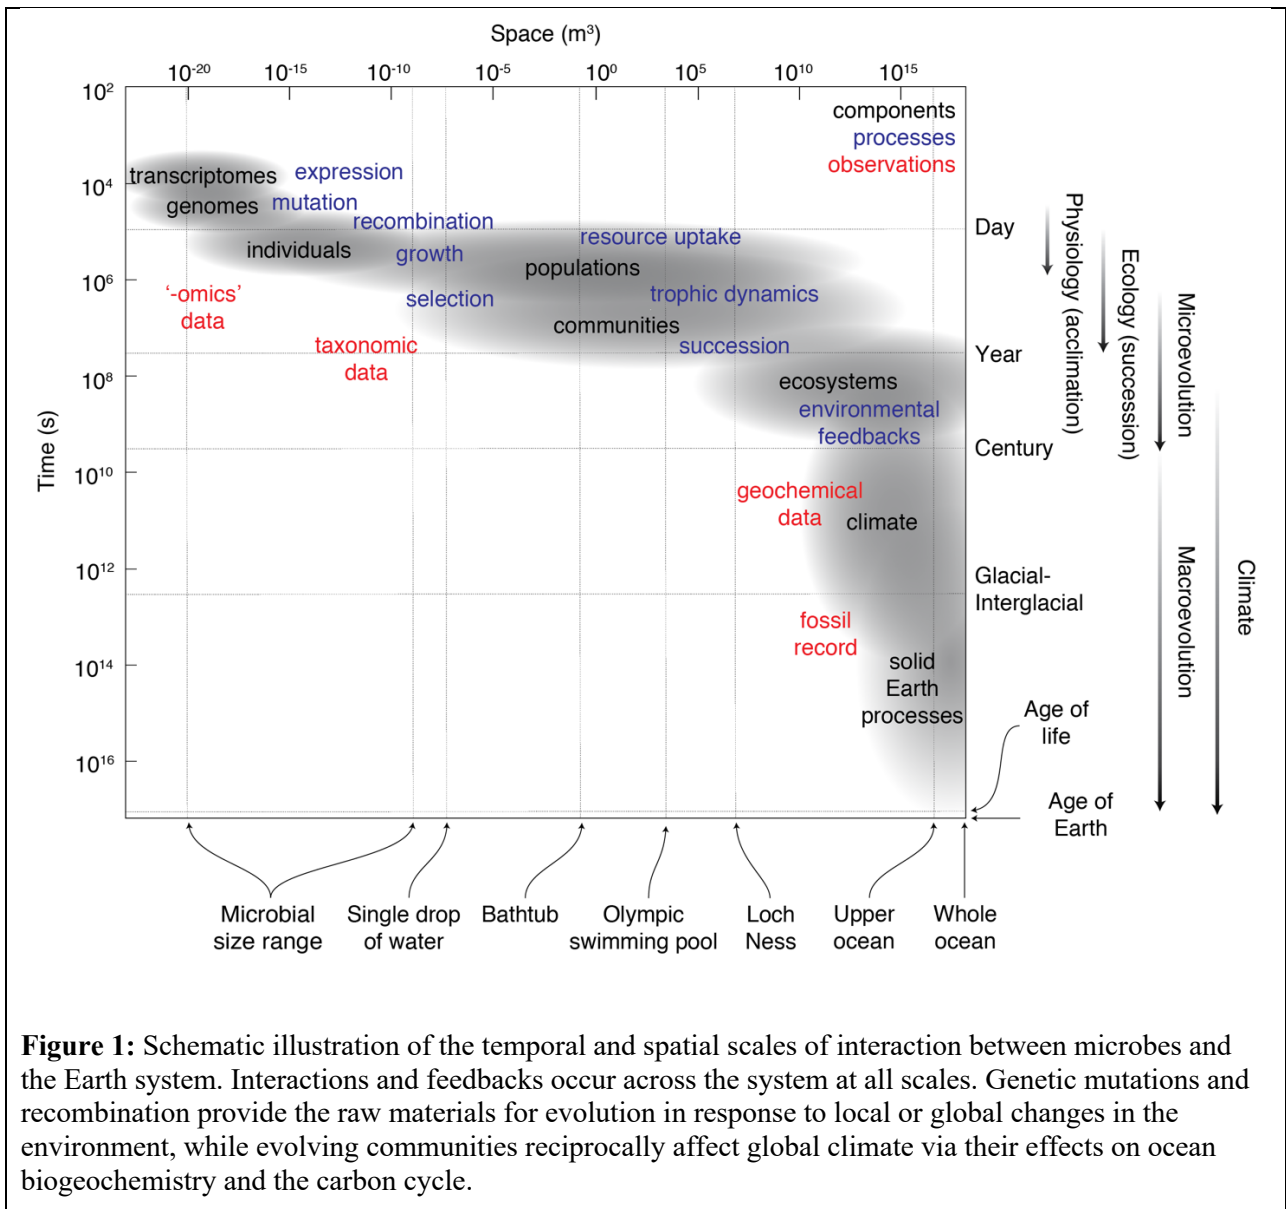 Space (m³)
10⁻²⁰ 10⁻¹⁵ 10⁻¹⁰ 10⁻⁵ 10⁰ 10⁵ 10¹⁰ 10¹⁵
10²
10⁴
10⁶
10⁸
10¹⁰
10¹²
10¹⁴
10¹⁶
Time (s)
components
processes
observations
transcriptomes
expression
genomes
mutation
recombination
individuals
growth
resource uptake
populations
‘-omics’
data
selection
trophic dynamics
communities
taxonomic
data
succession
ecosystems
environmental
feedbacks
geochemical
data
climate
fossil
record
solid
Earth
processes
Day
Year
Century
Glacial-
Interglacial
Age of
life
Age of
Earth
Physiology (acclimation)
Ecology (succession)
Microevolution
Macroevolution
Climate
Microbial
size range
Single drop
of water
Bathtub
Olympic
swimming pool
Loch
Ness
Upper
ocean
Whole
ocean
Figure 1: Schematic illustration of the temporal and spatial scales of interaction between microbes and
the Earth system. Interactions and feedbacks occur across the system at all scales. Genetic mutations and
recombination provide the raw materials for evolution in response to local or global changes in the
environment, while evolving communities reciprocally affect global climate via their effects on ocean
biogeochemistry and the carbon cycle.